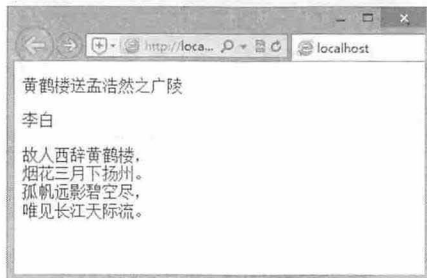 http://loca...
localhost
黄鹤楼送孟浩然之广陵
李白
故人西辞黄鹤楼，
烟花三月下扬州。
孤帆远影碧空尽，
唯见长江天际流。